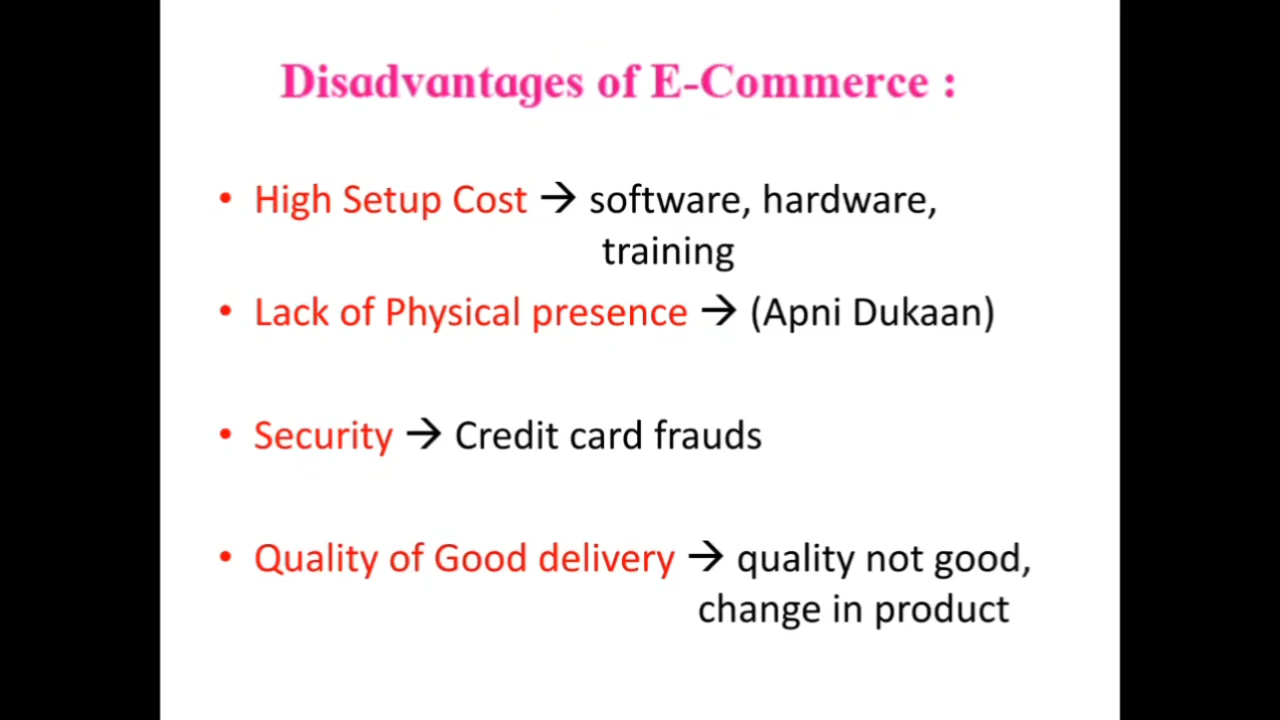 Disadvantages of E-Commerce :
• High Setup Cost → software, hardware,
training
• Lack of Physical presence → (Apni Dukaan)
• Security → Credit card frauds
• Quality of Good delivery → quality not good,
change in product